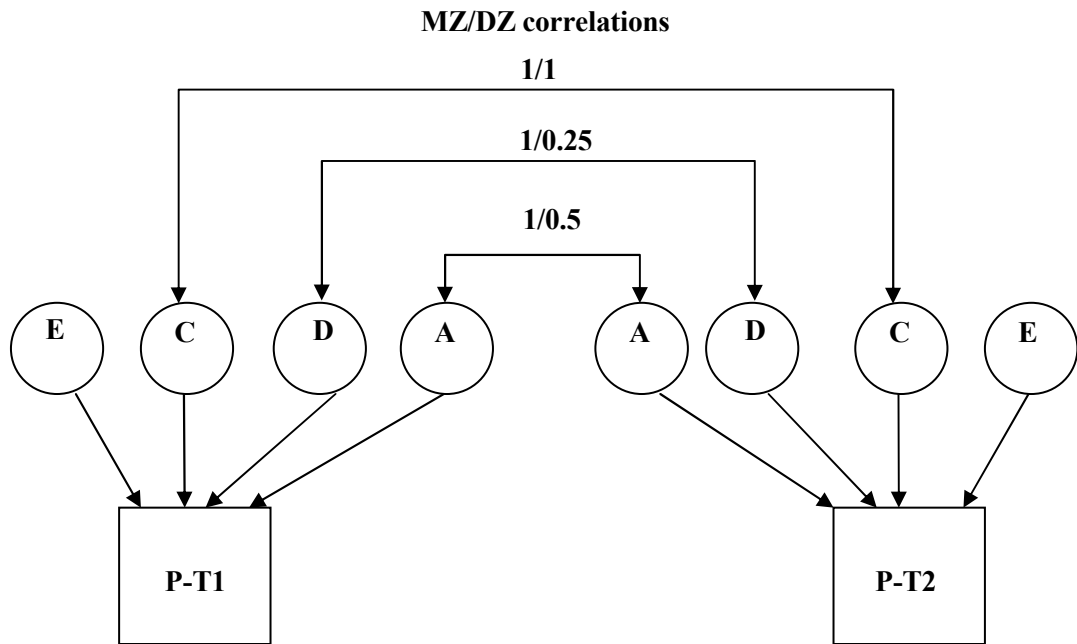 MZ/DZ correlations
1/1
1/0.25
1/0.5
E C D A A D C E
P-T1 P-T2